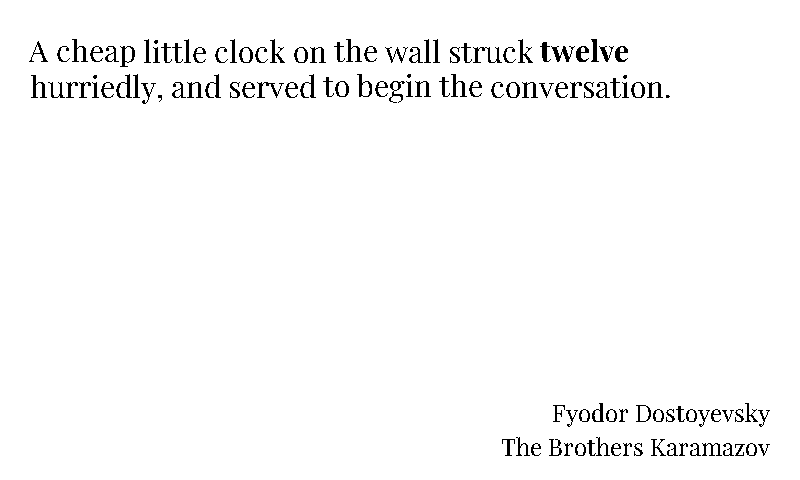 A cheap little clock on the wall struck twelve
hurriedly, and served to begin the conversation.
Fyodor Dostoyevsky
The Brothers Karamazov